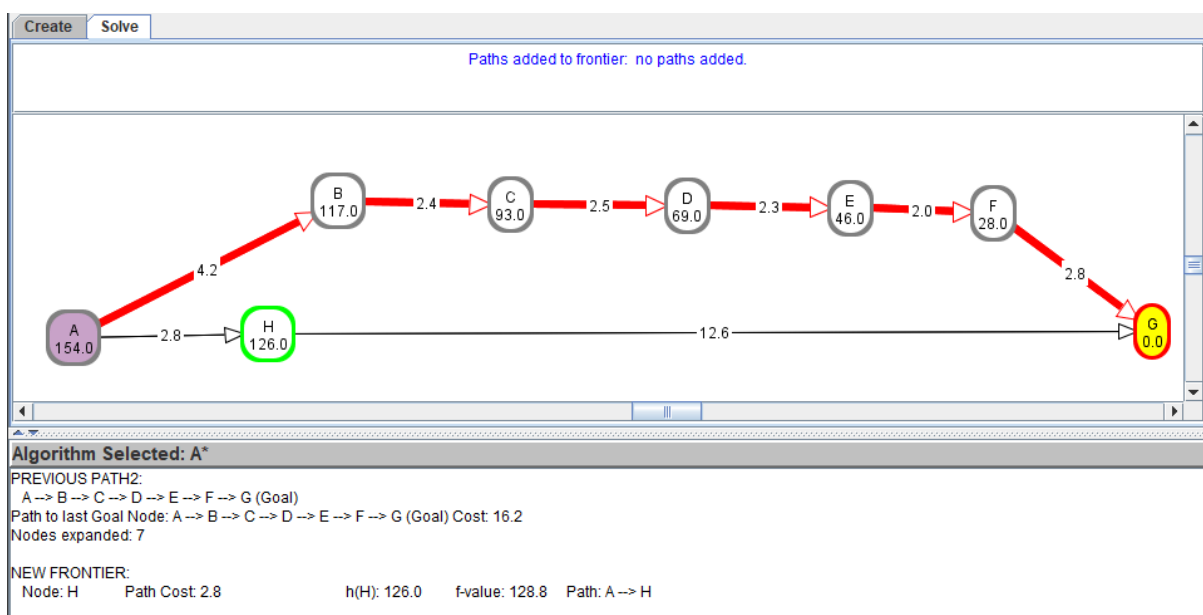 Create Solve
Paths added to frontier: no paths added.
B
117.0
2.4
C
93.0
2.5
D
69.0
2.3
E
46.0
2.0
F
28.0
4.2
2.8
A
154.0
2.8
H
126.0
12.6
G
0.0
Algorithm Selected: A*
PREVIOUS PATH2:
A --> B --> C --> D --> E --> F --> G (Goal)
Path to last Goal Node: A --> B --> C --> D --> E --> F --> G (Goal) Cost: 16.2
Nodes expanded: 7
NEW FRONTIER:
Node: H Path Cost: 2.8 h(H): 126.0 f-value: 128.8 Path: A --> H